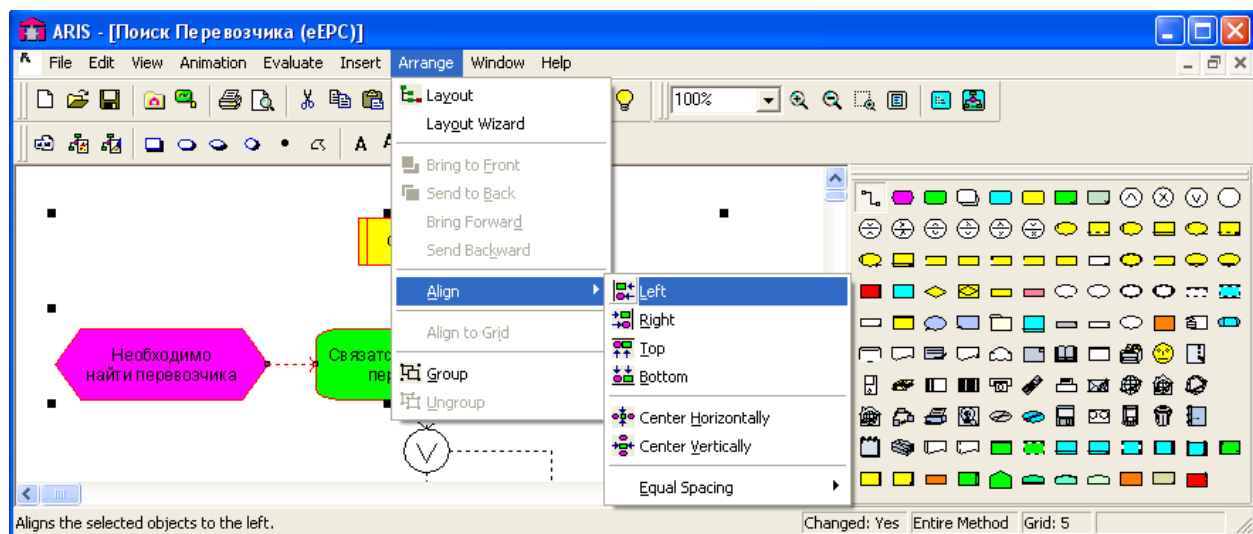 ARIS - [Поиск Перевозчика (eEPC)]
File Edit View Animation Evaluate Insert Arrange Window Help
100%
Layout
Layout Wizard
Bring to Front
Send to Back
Bring Forward
Send Backward
Align
Align to Grid
Group
Ungroup
Left
Right
Top
Bottom
Center Horizontally
Center Vertically
Equal Spacing
Необходимо
найти перевозчика
Aligns the selected objects to the left.
Changed: Yes Entire Method Grid: 5